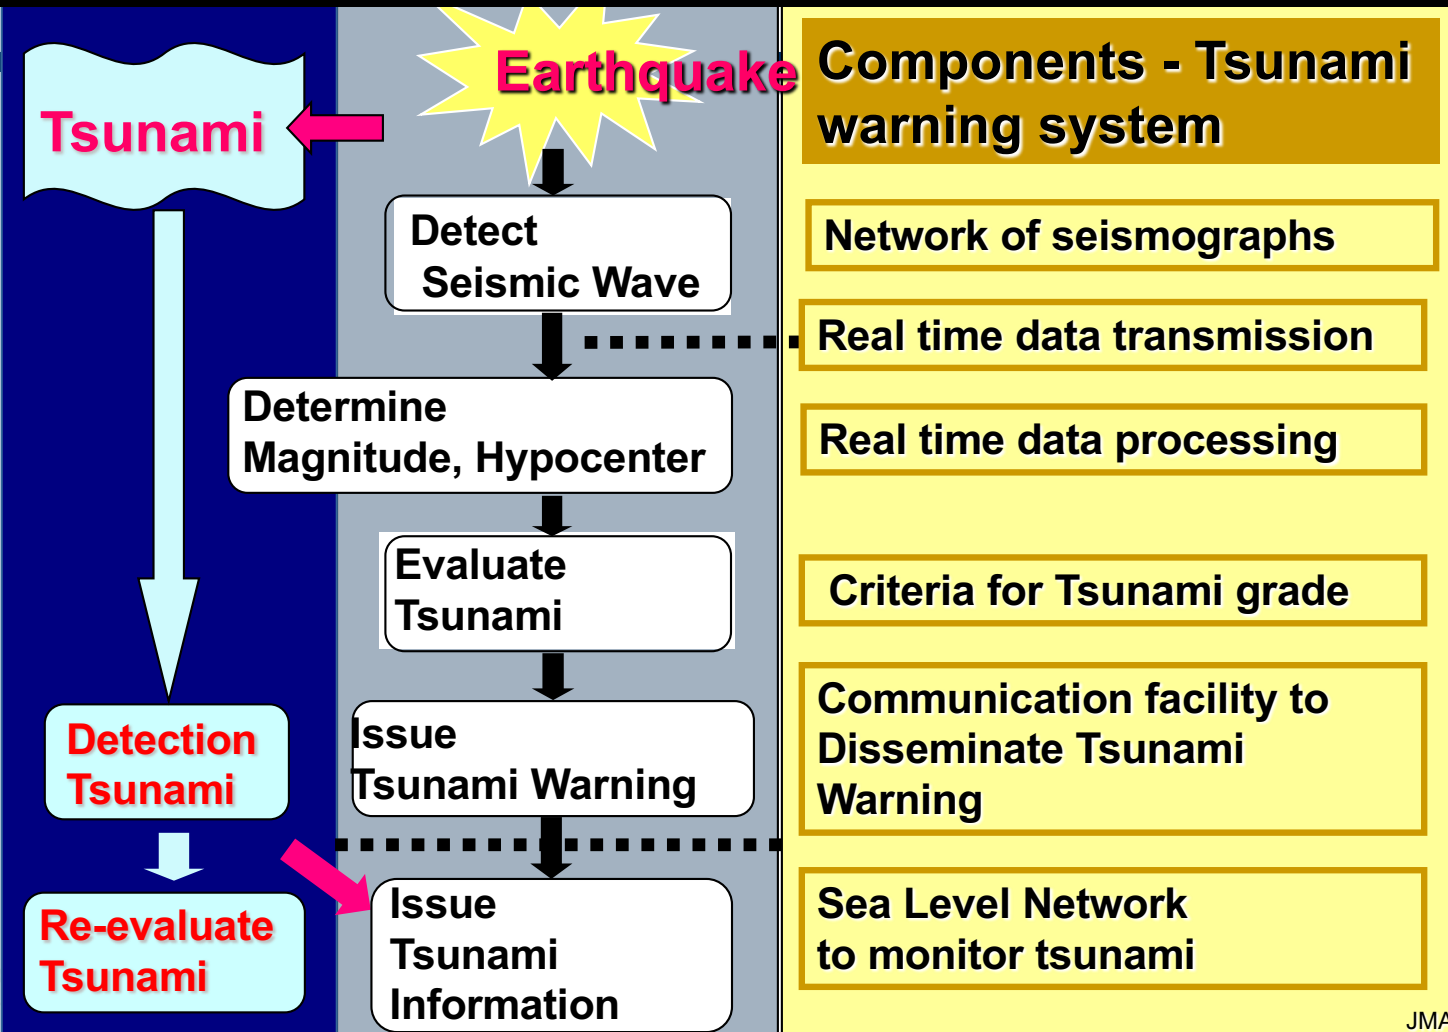 Tsunami
Earthquake
Detect
Seismic Wave
Determine
Magnitude, Hypocenter
Evaluate
Tsunami
Issue
Tsunami Warning
Issue
Tsunami
Information
Detection
Tsunami
Re-evaluate
Tsunami
Components - Tsunami
warning system
Network of seismographs
Real time data transmission
Real time data processing
Criteria for Tsunami grade
Communication facility to
Disseminate Tsunami
Warning
Sea Level Network
to monitor tsunami
JMA